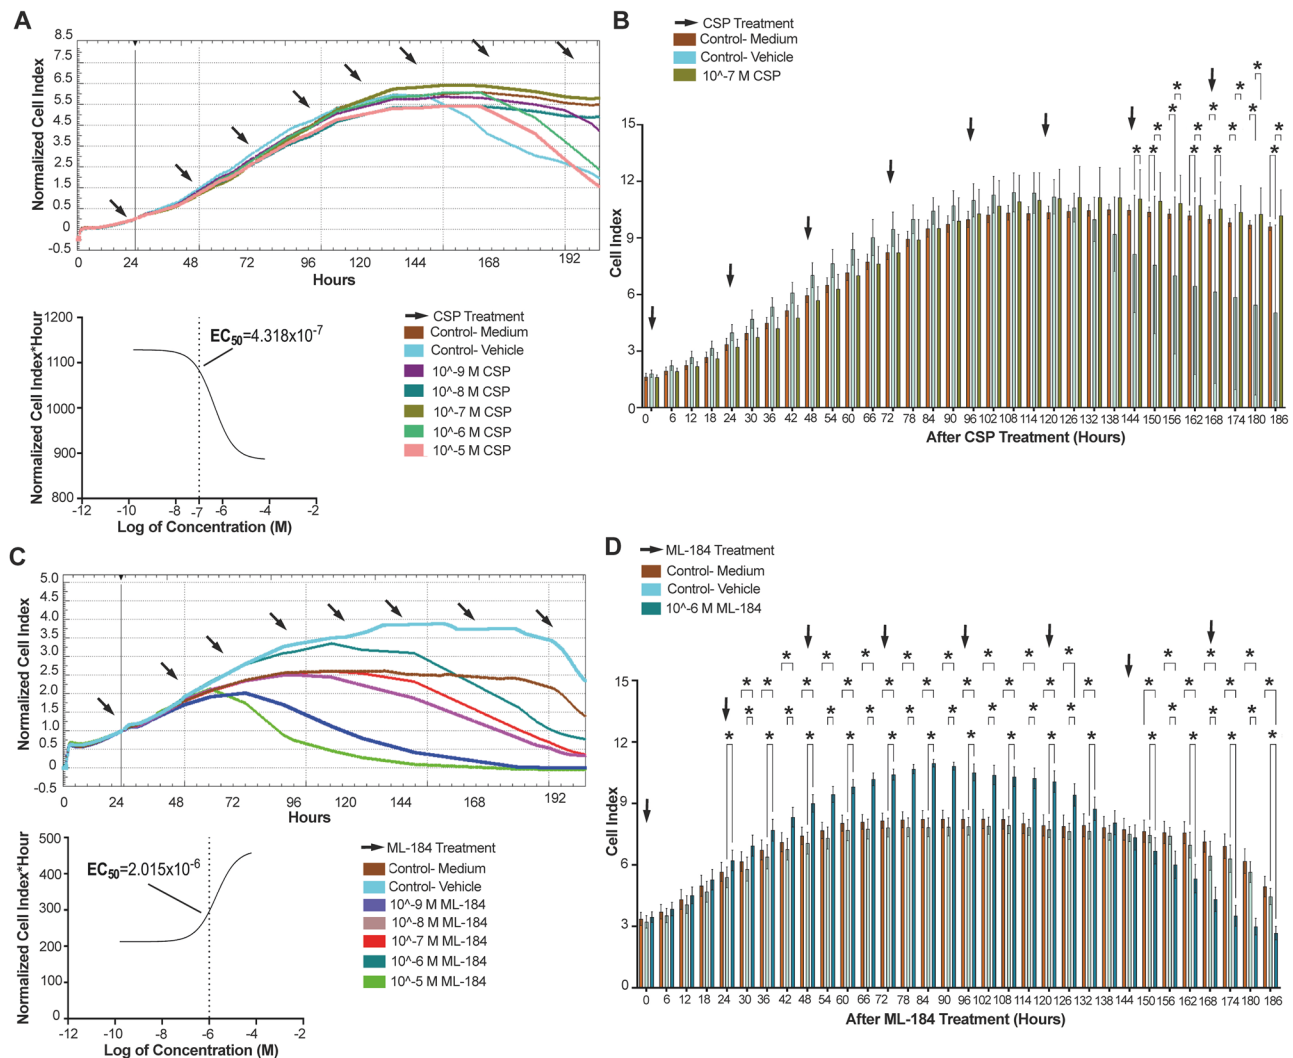 A
Normalized Cell Index
8.5
7.5
6.5
5.5
4.5
3.5
2.5
1.5
0
-0.5
0 24 48 72 96 120 144 168 192
Hours
Normalized Cell Index*Hour
1200
1100
1000
900
800
EC50=4.318x10-7
-12 -10 -8 -7 -6 -4 -2
Log of Concentration (M)
CSP Treatment
Control- Medium
Control- Vehicle
10^-9 M CSP
10^-8 M CSP
10^-7 M CSP
10^-6 M CSP
10^-5 M CSP
B
CSP Treatment
Control- Medium
Control- Vehicle
10^-7 M CSP
Cell Index
15
12
9
6
3
0
* * * * * * * * * * * * * * *
0 6 12 18 24 30 36 42 48 54 60 66 72 78 84 90 96 102 108 114 120 126 132 138 144 150 156 162 168 174 180 186
After CSP Treatment (Hours)
C
Normalized Cell Index
5.0
4.5
4.0
3.5
3.0
2.5
2.0
1.5
1.0
0.5
0
-0.5
0 24 48 72 96 120 144 168 192
Hours
Normalized Cell Index*Hour
500
400
300
200
100
0
EC50=2.015x10-6
-12 -10 -8 -6 -4 -2
Log of Concentration (M)
ML-184 Treatment
Control- Medium
Control- Vehicle
10^-9 M ML-184
10^-8 M ML-184
10^-7 M ML-184
10^-6 M ML-184
10^-5 M ML-184
D
ML-184 Treatment
Control- Medium
Control- Vehicle
10^-6 M ML-184
Cell Index
15
12
9
6
3
0
0 6 12 18 24 30 36 42 48 54 60 66 72 78 84 90 96 102 108 114 120 126 132 138 144 150 156 162 168 174 180 186
After ML-184 Treatment (Hours)